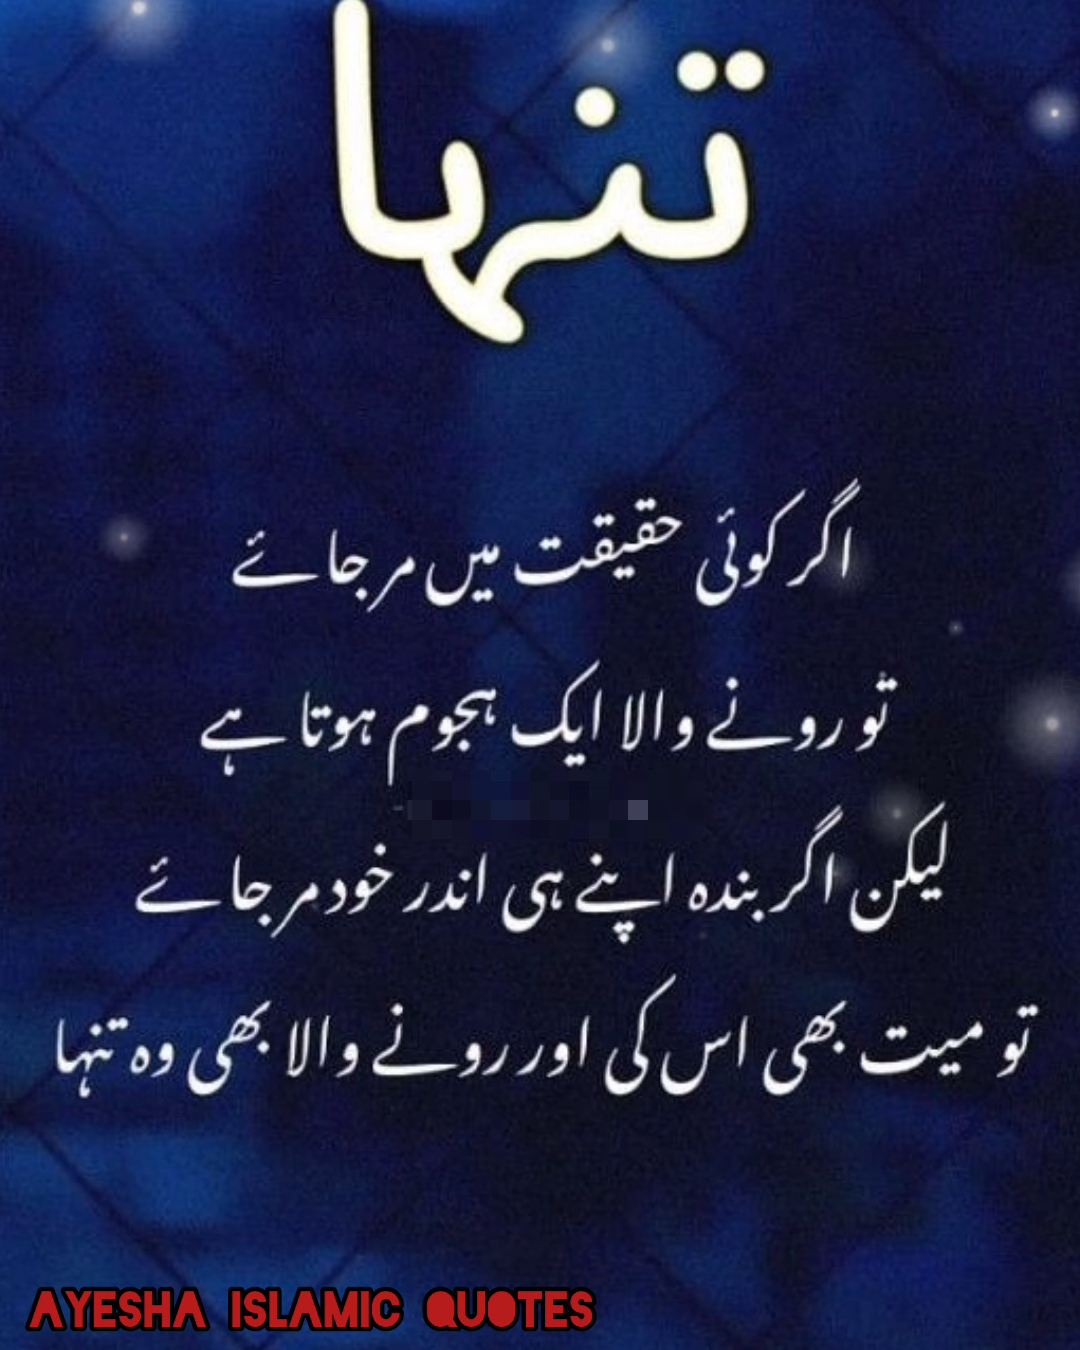 تنہا
اگر کوئی حقیقت میں مر جائے
تو رونے والا ایک ہجوم ہوتا ہے
لیکن اگر بندہ اپنے ہی اندر خود مر جائے
تو میت بھی اس کی اور رونے والا بھی وہ تنہا
AYESHA ISLAMIC QUOTES